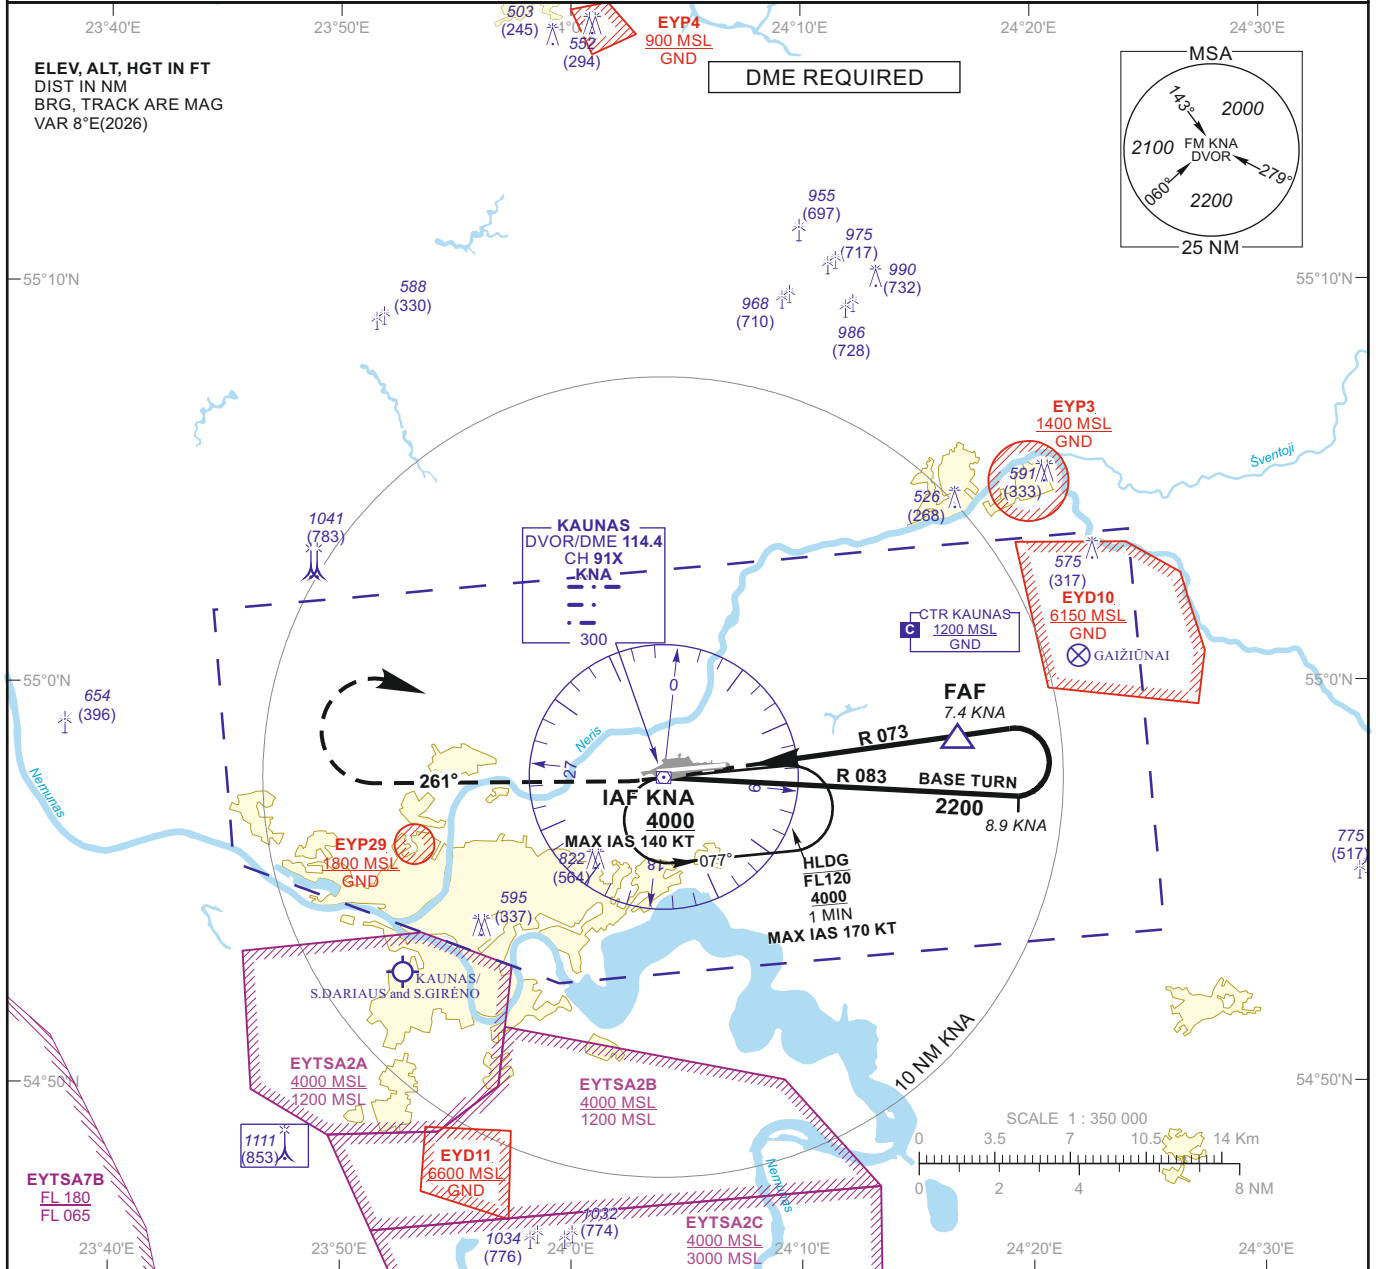 23°40'E
23°50'E
24°0'E
24°10'E
24°20'E
24°30'E
503
(245)
552
(294)
EYP4
900 MSL
GND
ELEV, ALT, HGT IN FT
DIST IN NM
BRG, TRACK ARE MAG
VAR 8°E(2026)
DME REQUIRED
MSA
143°
2000
2100
FM KNA
DVOR
279°
060°
2200
25 NM
955
(697)
975
(717)
990
(732)
968
(710)
986
(728)
55°10'N
55°10'N
588
(330)
EYP3
1400 MSL
GND
591
(333)
526
(268)
Šventoji
1041
(783)
KAUNAS
DVOR/DME 114.4
CH 91X
KNA
300
575
(317)
EYD10
6150 MSL
GND
GAIŽIŪNAI
CTR KAUNAS
C
1200 MSL
GND
55°0'N
55°0'N
654
(396)
0
27
9
18
Neris
Nemunas
FAF
7.4 KNA
R 073
R 083
BASE TURN
2200
8.9 KNA
261°
IAF KNA
4000
MAX IAS 140 KT
077°
HLDG
FL120
4000
1 MIN
MAX IAS 170 KT
822
(564)
EYP29
1800 MSL
GND
595
(337)
775
(517)
KAUNAS/
S.DARIAUS and S.GIRĖNO
10 NM KNA
54°50'N
54°50'N
EYTSA2A
4000 MSL
1200 MSL
EYTSA2B
4000 MSL
1200 MSL
1111
(853)
EYD11
6600 MSL
GND
EYTSA7B
FL 180
FL 065
SCALE 1 : 350 000
0
3.5
7
10.5
14 Km
0
2
4
8 NM
Nemunas
1034
(776)
1032
(774)
EYTSA2C
4000 MSL
3000 MSL
23°40'E
23°50'E
24°0'E
24°10'E
24°20'E
24°30'E